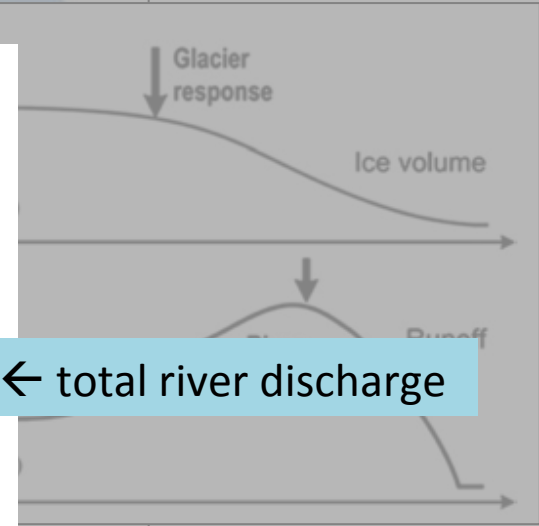 Glacier
response
Ice volume
Runoff
← total river discharge